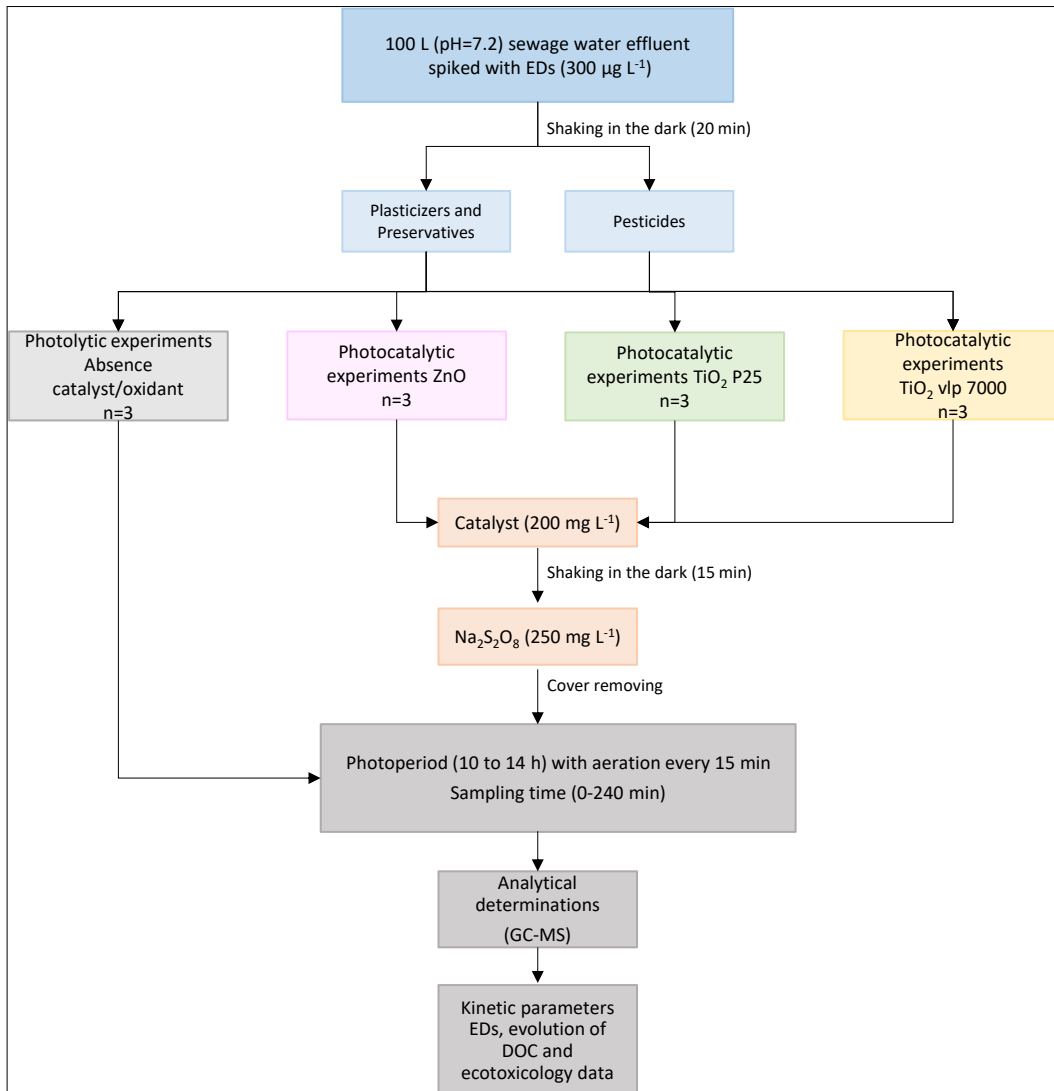 100 L (pH=7.2) sewage water effluent
spiked with EDs (300 µg L⁻¹)
Shaking in the dark (20 min)
Plasticizers and
Preservatives
Pesticides
Photolytic experiments
Absence
catalyst/oxidant
n=3
Photocatalytic
experiments ZnO
n=3
Photocatalytic
experiments TiO₂ P25
n=3
Photocatalytic
experiments
TiO₂ vlp 7000
n=3
Catalyst (200 mg L⁻¹)
Shaking in the dark (15 min)
Na₂S₂O₈ (250 mg L⁻¹)
Cover removing
Photoperiod (10 to 14 h) with aeration every 15 min
Sampling time (0-240 min)
Analytical
determinations
(GC-MS)
Kinetic parameters
EDs, evolution of
DOC and
ecotoxicology data